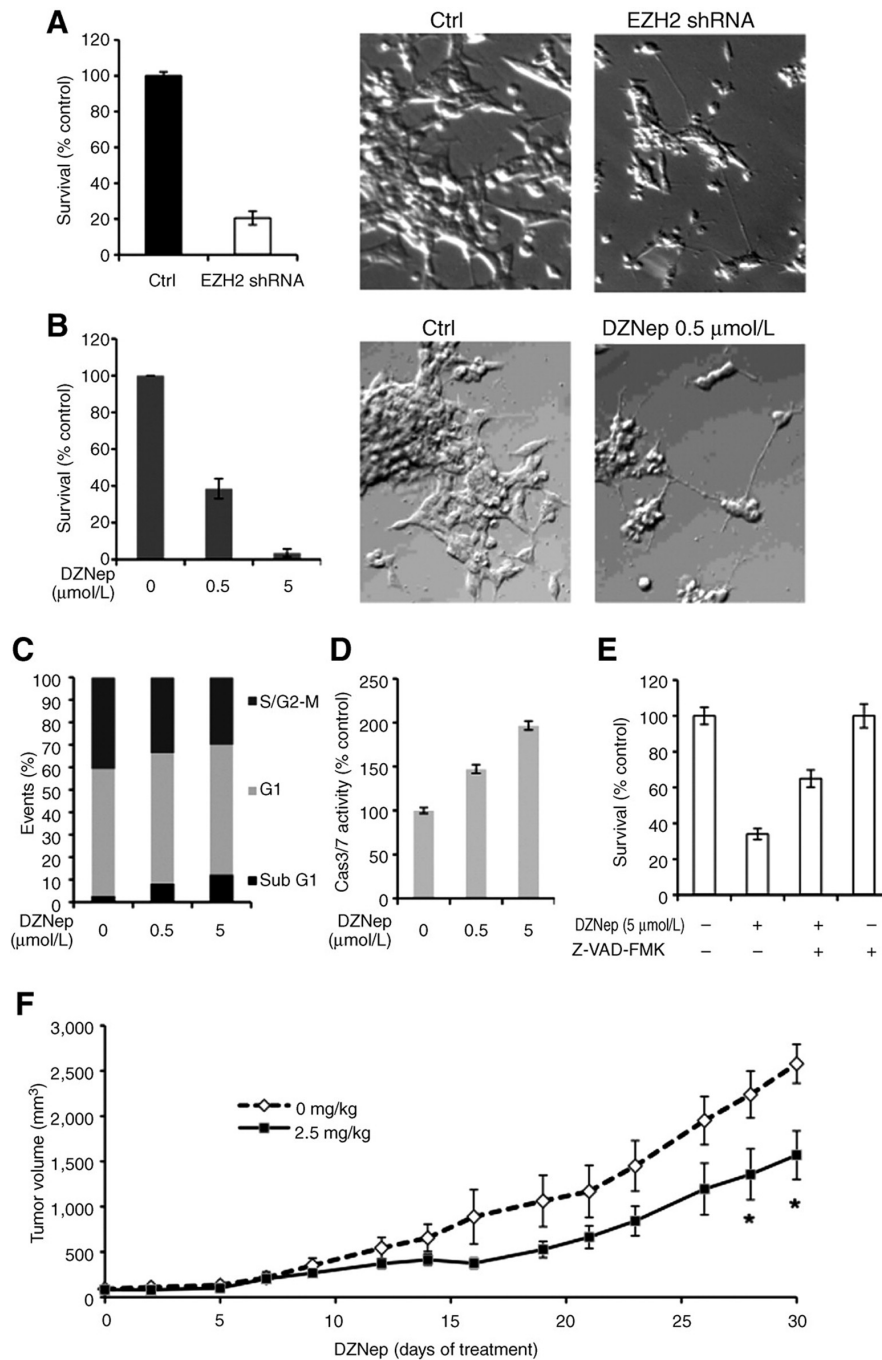 A
Ctrl
EZH2 shRNA
120
100
80
60
40
20
0
Survival (% control)
Ctrl
EZH2 shRNA
B
Ctrl
DZNep 0.5 μmol/L
120
100
80
60
40
20
0
Survival (% control)
DZNep
(μmol/L)
0
0.5
5
C
100
90
80
70
60
50
40
30
20
10
0
Events (%)
S/G2-M
G1
Sub G1
DZNep
(μmol/L)
0
0.5
5
D
250
200
150
100
50
0
Cas3/7 activity (% control)
DZNep
(μmol/L)
0
0.5
5
E
120
100
80
60
40
20
0
Survival (% control)
DZNep (5 μmol/L) – + + –
Z-VAD-FMK – – + +
F
3,000
2,500
2,000
1,500
1,000
500
0
Tumor volume (mm³)
0 mg/kg
2.5 mg/kg
* *
0 5 10 15 20 25 30
DZNep (days of treatment)